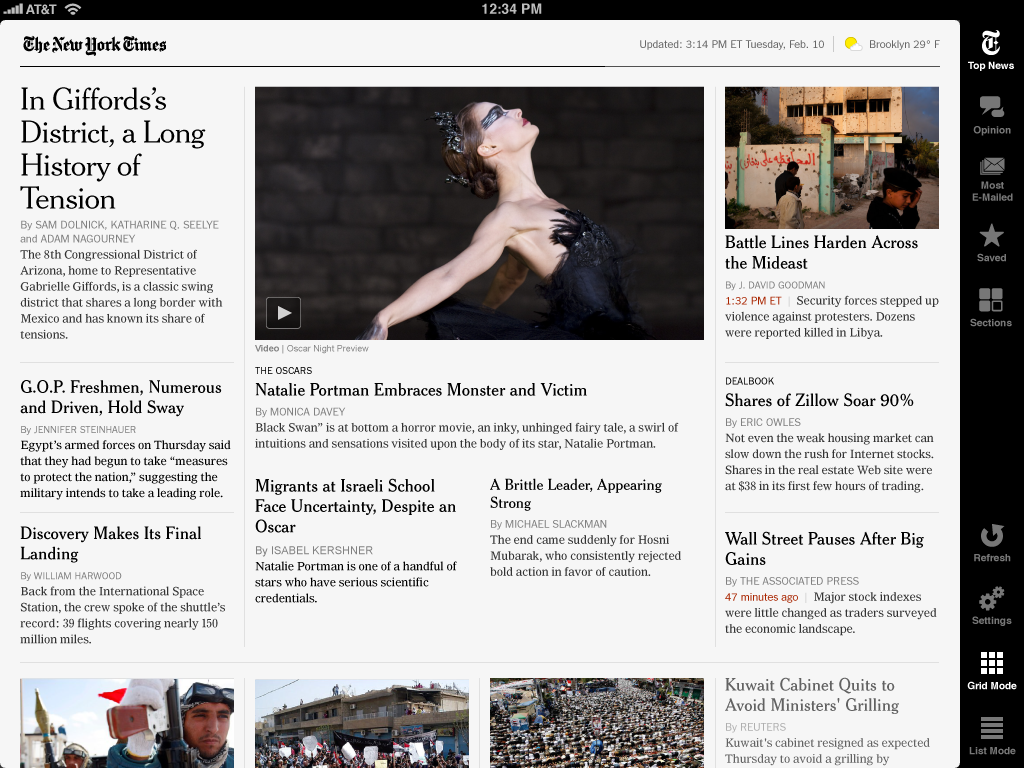 AT&T
12:34 PM
The New York Times
Updated: 3:14 PM ET Tuesday, Feb. 10
Brooklyn 29° F
In Giffords’s
District, a Long
History of
Tension
By SAM DOLNICK, KATHARINE Q. SEELYE
and ADAM NAGOURNEY
The 8th Congressional District of
Arizona, home to Representative
Gabrielle Giffords, is a classic swing
district that shares a long border with
Mexico and has known its share of
tensions.
G.O.P. Freshmen, Numerous
and Driven, Hold Sway
By JENNIFER STEINHAUER
Egypt’s armed forces on Thursday said
that they had begun to take “measures
to protect the nation,” suggesting the
military intends to take a leading role.
Discovery Makes Its Final
Landing
By WILLIAM HARWOOD
Back from the International Space
Station, the crew spoke of the shuttle’s
record: 39 flights covering nearly 150
million miles.
Video | Oscar Night Preview
THE OSCARS
Natalie Portman Embraces Monster and Victim
By MONICA DAVEY
Black Swan” is at bottom a horror movie, an inky, unhinged fairy tale, a swirl of
intuitions and sensations visited upon the body of its star, Natalie Portman.
Migrants at Israeli School
Face Uncertainty, Despite an
Oscar
By ISABEL KERSHNER
Natalie Portman is one of a handful of
stars who have serious scientific
credentials.
A Brittle Leader, Appearing
Strong
By MICHAEL SLACKMAN
The end came suddenly for Hosni
Mubarak, who consistently rejected
bold action in favor of caution.
Battle Lines Harden Across
the Mideast
By J. DAVID GOODMAN
1:32 PM ET | Security forces stepped up
violence against protesters. Dozens
were reported killed in Libya.
DEALBOOK
Shares of Zillow Soar 90%
By ERIC OWLES
Not even the weak housing market can
slow down the rush for Internet stocks.
Shares in the real estate Web site were
at $38 in its first few hours of trading.
Wall Street Pauses After Big
Gains
By THE ASSOCIATED PRESS
47 minutes ago | Major stock indexes
were little changed as traders surveyed
the economic landscape.
Kuwait Cabinet Quits to
Avoid Ministers' Grilling
By REUTERS
Kuwait's cabinet resigned as expected
Thursday to avoid a grilling by
Top News
Opinion
Most
E-Mailed
Saved
Sections
Refresh
Settings
Grid Mode
List Mode